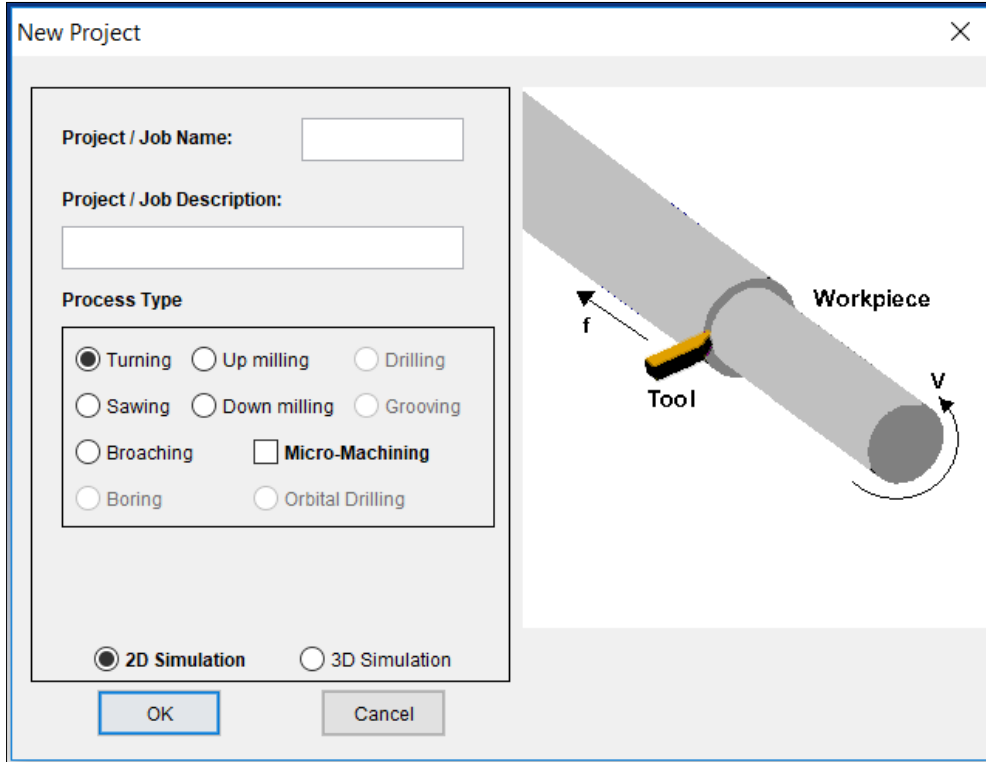 New Project
Project / Job Name:
Project / Job Description:
Process Type
Turning Up milling Drilling
Sawing Down milling Grooving
Broaching Micro-Machining
Boring Orbital Drilling
2D Simulation 3D Simulation
OK Cancel
Workpiece
f
Tool
V